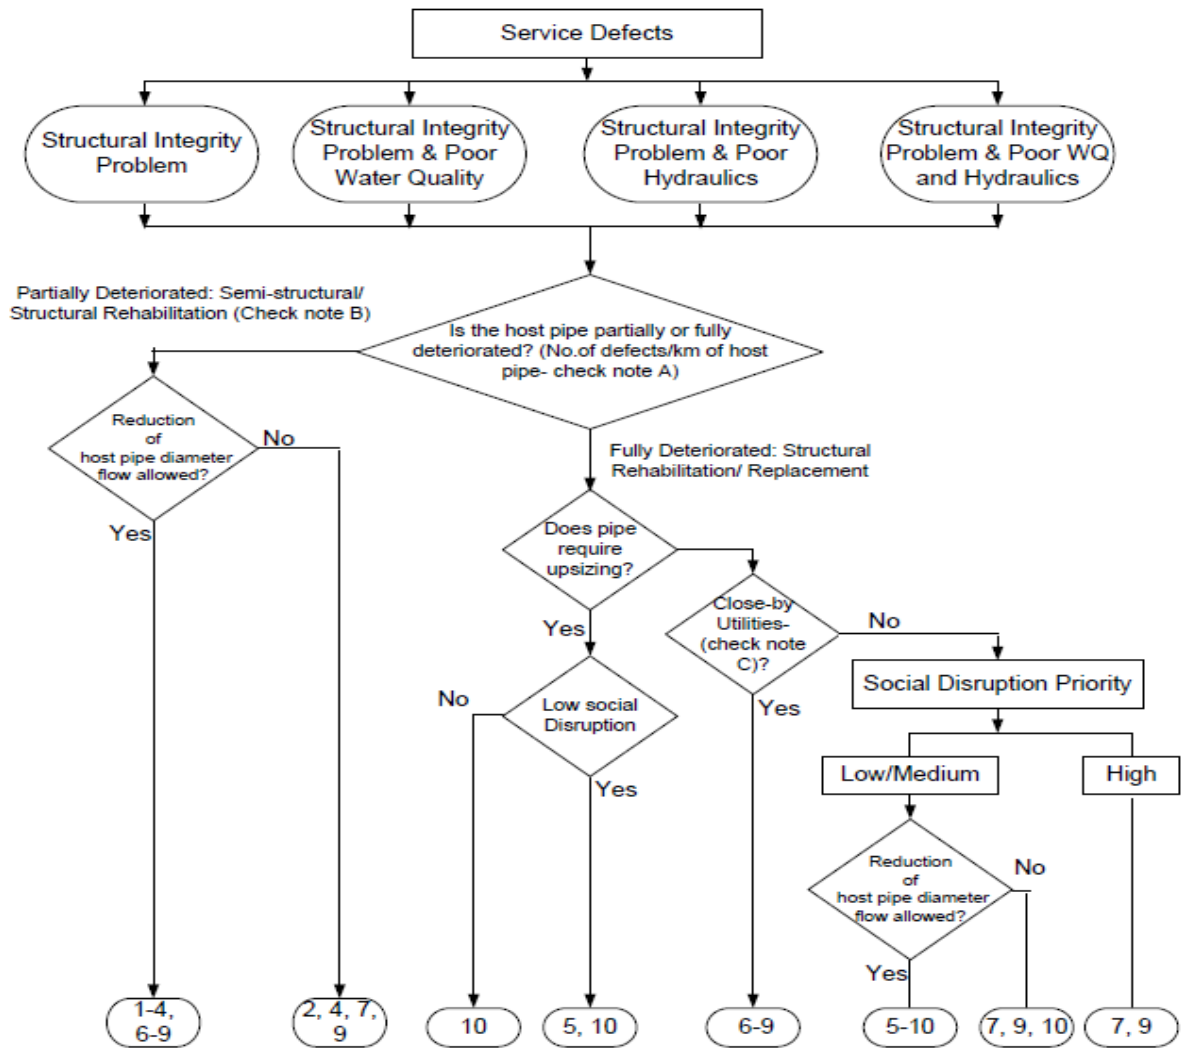 Service Defects
Structural Integrity
Problem
Structural Integrity
Problem & Poor
Water Quality
Structural Integrity
Problem & Poor
Hydraulics
Structural Integrity
Problem & Poor WQ
and Hydraulics
Partially Deteriorated: Semi-structural/
Structural Rehabilitation (Check note B)
Is the host pipe partially or fully
deteriorated? (No.of defects/km of host
pipe- check note A)
Reduction
of
host pipe diameter
flow allowed?
No
Yes
Fully Deteriorated: Structural
Rehabilitation/ Replacement
Does pipe
require
upsizing?
Yes
Close-by
Utilities-
(check note
C)?
No
Yes
Low social
Disruption
No
Yes
Social Disruption Priority
Low/Medium
High
Reduction
of
host pipe diameter
flow allowed?
No
Yes
1-4,
6-9
2, 4, 7,
9
10
5, 10
6-9
5-10
7, 9, 10
7, 9